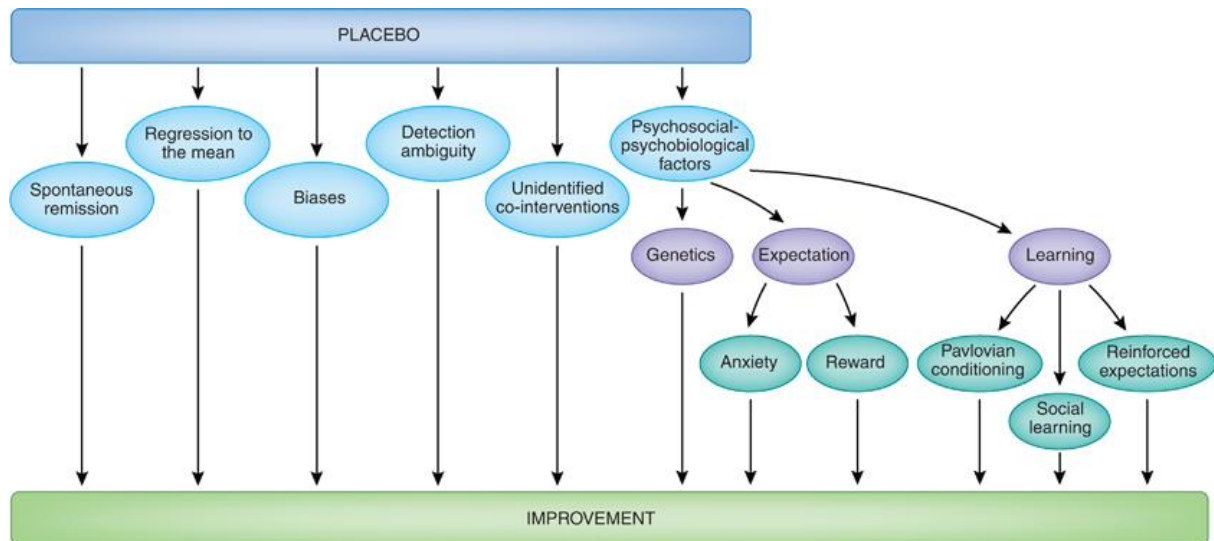 PLACEBO
Spontaneous
remission
Regression to
the mean
Biases
Detection
ambiguity
Unidentified
co-interventions
Psychosocial-
psychobiological
factors
Genetics
Expectation
Learning
Anxiety
Reward
Pavlovian
conditioning
Social
learning
Reinforced
expectations
IMPROVEMENT